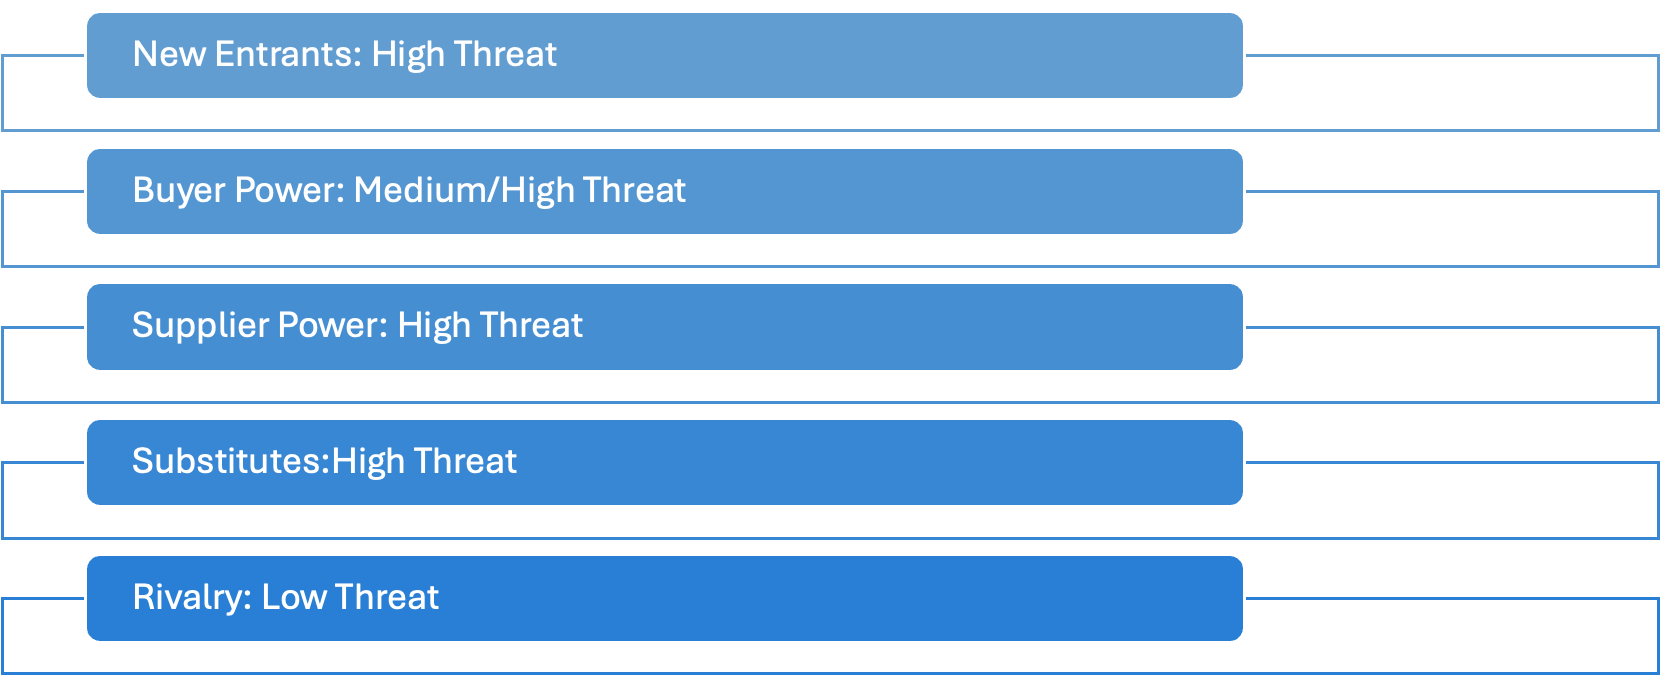 New Entrants: High Threat
Buyer Power: Medium/High Threat
Supplier Power: High Threat
Substitutes:High Threat
Rivalry: Low Threat